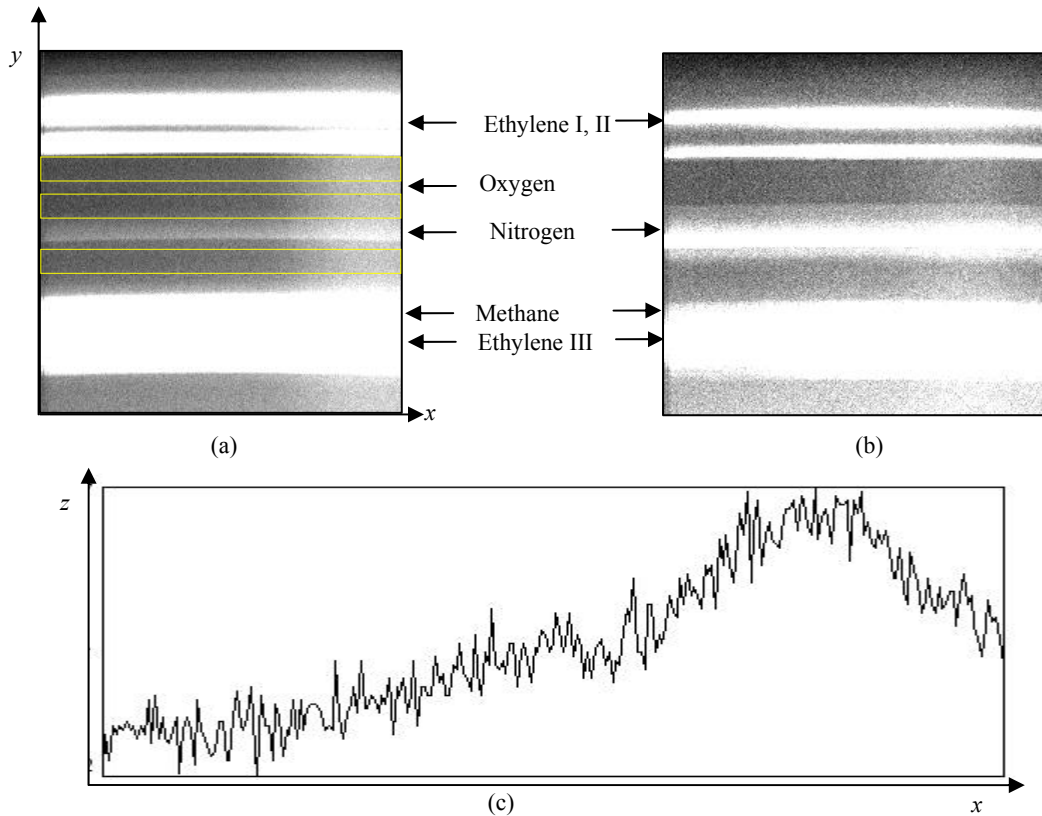 y
Ethylene I, II
Oxygen
Nitrogen
Methane
Ethylene III
x
(a)
(b)
z
(c)
x